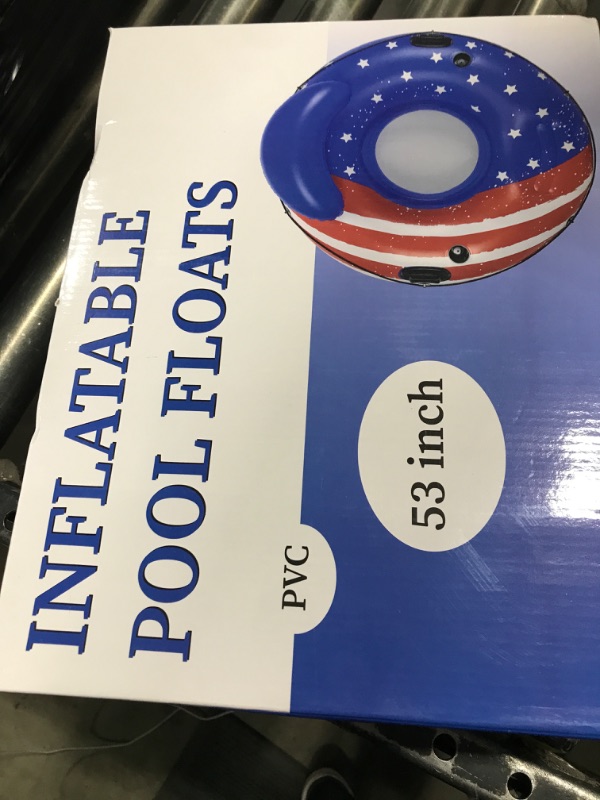 INFLATABLE
POOL FLOATS
PVC
53 inch